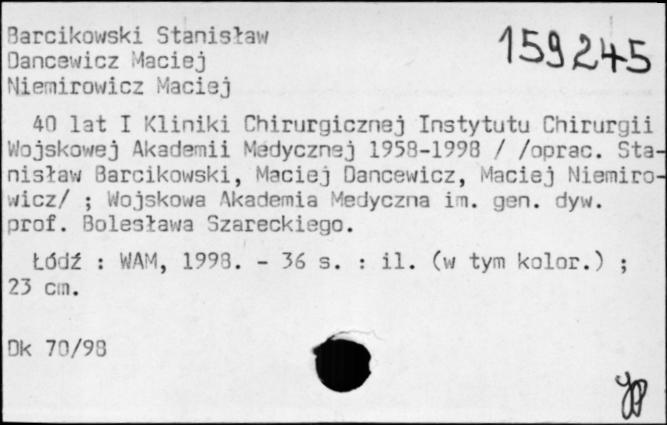 Barcikowski Stanisław
Dancewicz Maciej
Niemirowicz Maciej
159245
40 lat I Kliniki Chirurgicznej Instytutu Chirurgii
Wojskowej Akademii Medycznej 1958-1998 / /oprac. Sta-
nisław Barcikowski, Maciej Dancewicz, Maciej Niemiro-
wicz/ ; Wojskowa Akademia Medyczna im. gen. dyw.
prof. Bolesława Szareckiego.
Łódź : WAM, 1998. - 36 s. : il. (w tym kolor.) ;
23 cm.
Dk 70/98